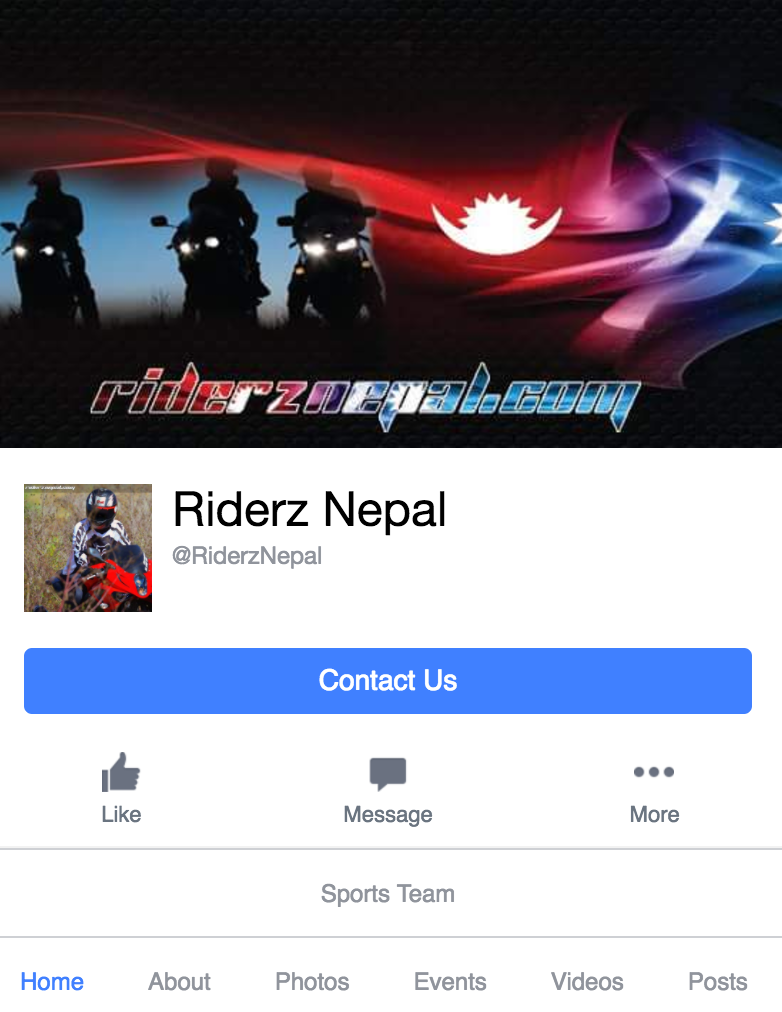 riderznepal.com
Riderz Nepal
@RiderzNepal
Contact Us
Like
Message
More
Sports Team
Home
About
Photos
Events
Videos
Posts